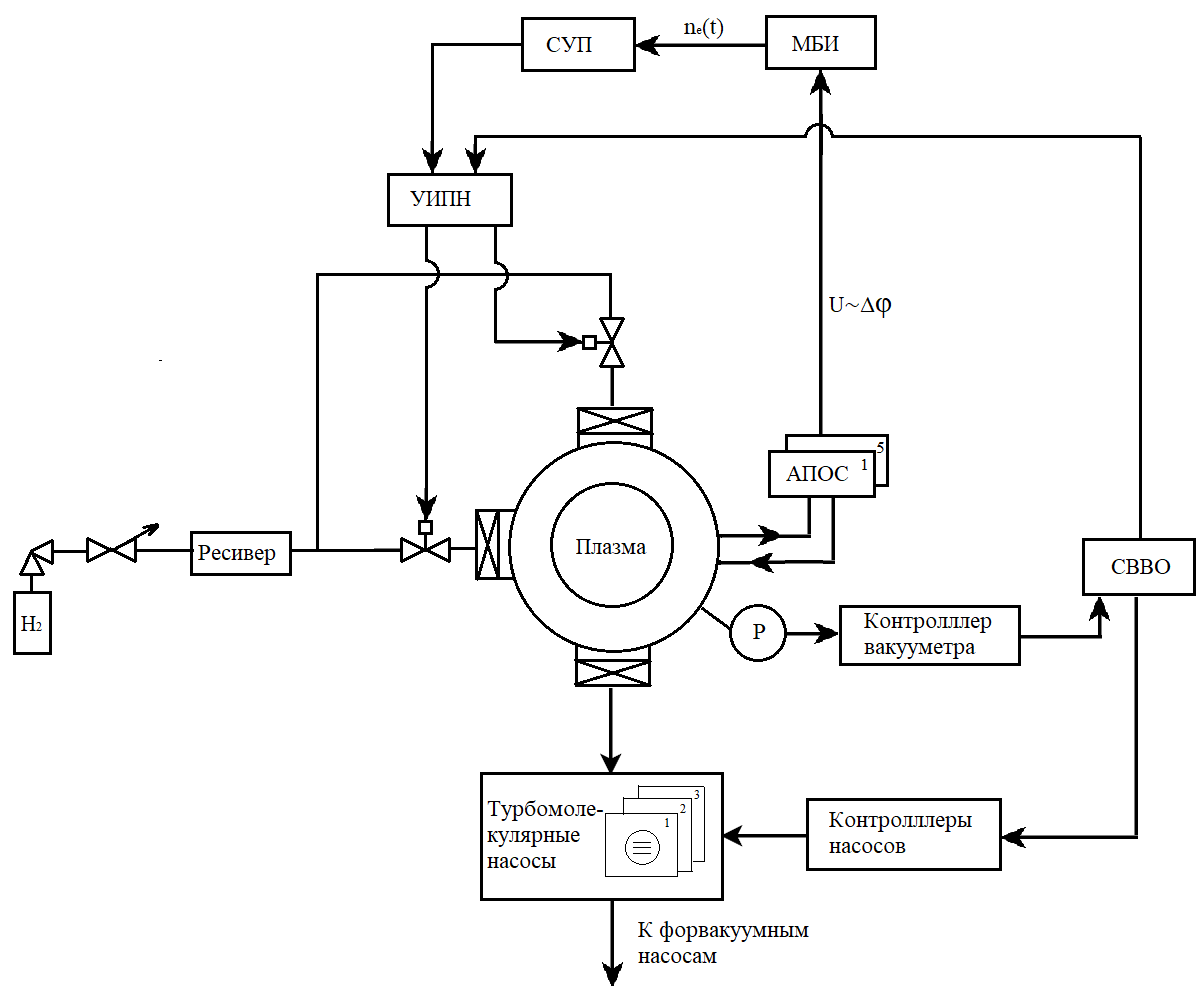 nₑ(t)
СУП
МБИ
УИПН
U~Δφ
5
АПОС 1
Плазма
Ресивер
H₂
P
СВВО
Контролллер
вакууметра
Турбомоле-
кулярные
насосы
3
2
1
Контролллеры
насосов
К форвакуумным
насосам